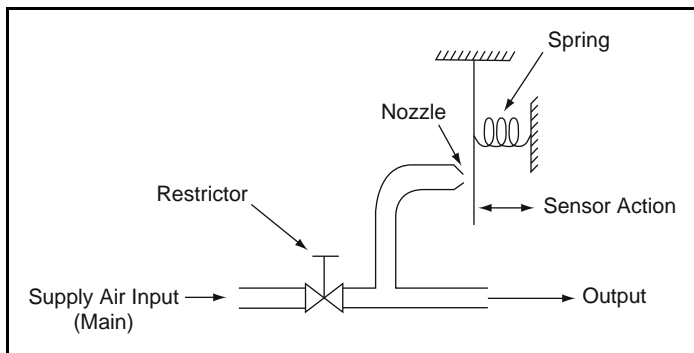 Spring
Nozzle
Restrictor
Sensor Action
Supply Air Input
(Main)
Output